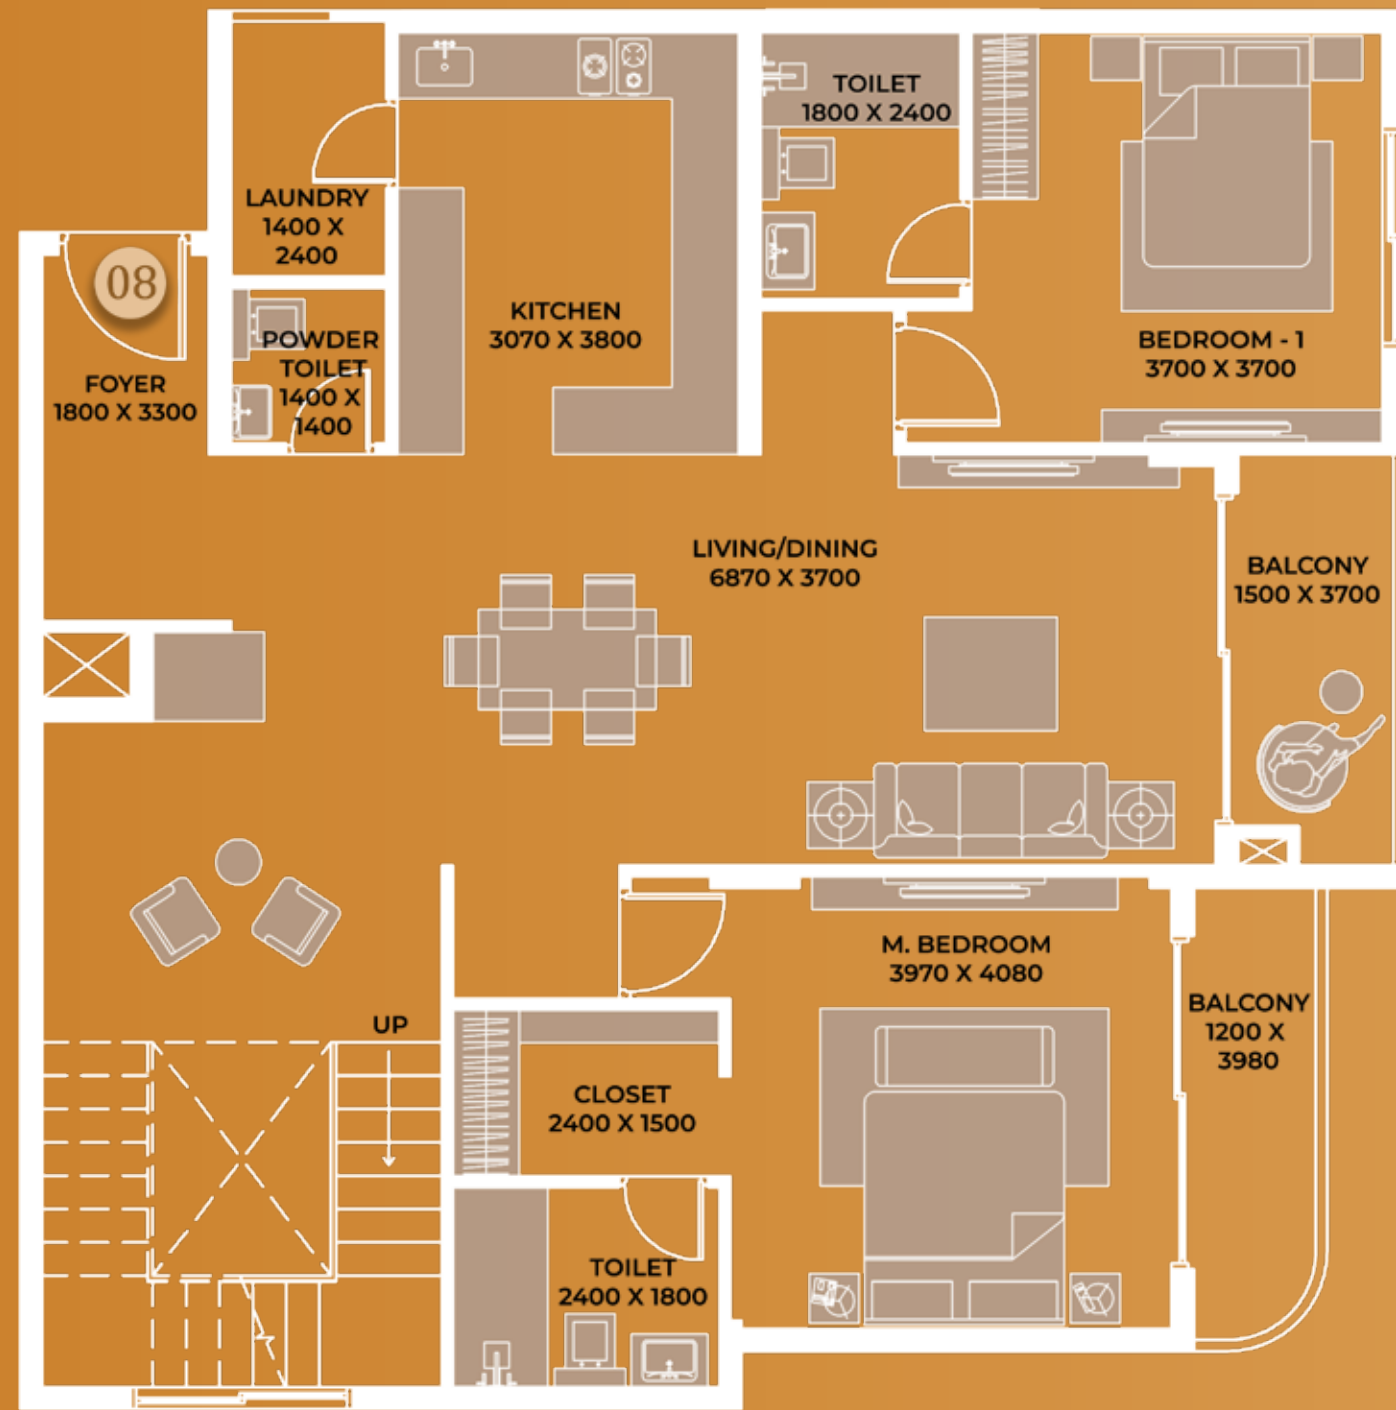 TOILET
1800 X 2400
LAUNDRY
1400 X
2400
08
KITCHEN
3070 X 3800
POWDER
TOILET
1400 X
1400
BEDROOM - 1
3700 X 3700
FOYER
1800 X 3300
LIVING/DINING
6870 X 3700
BALCONY
1500 X 3700
M. BEDROOM
3970 X 4080
BALCONY
1200 X
3980
UP
CLOSET
2400 X 1500
TOILET
2400 X 1800